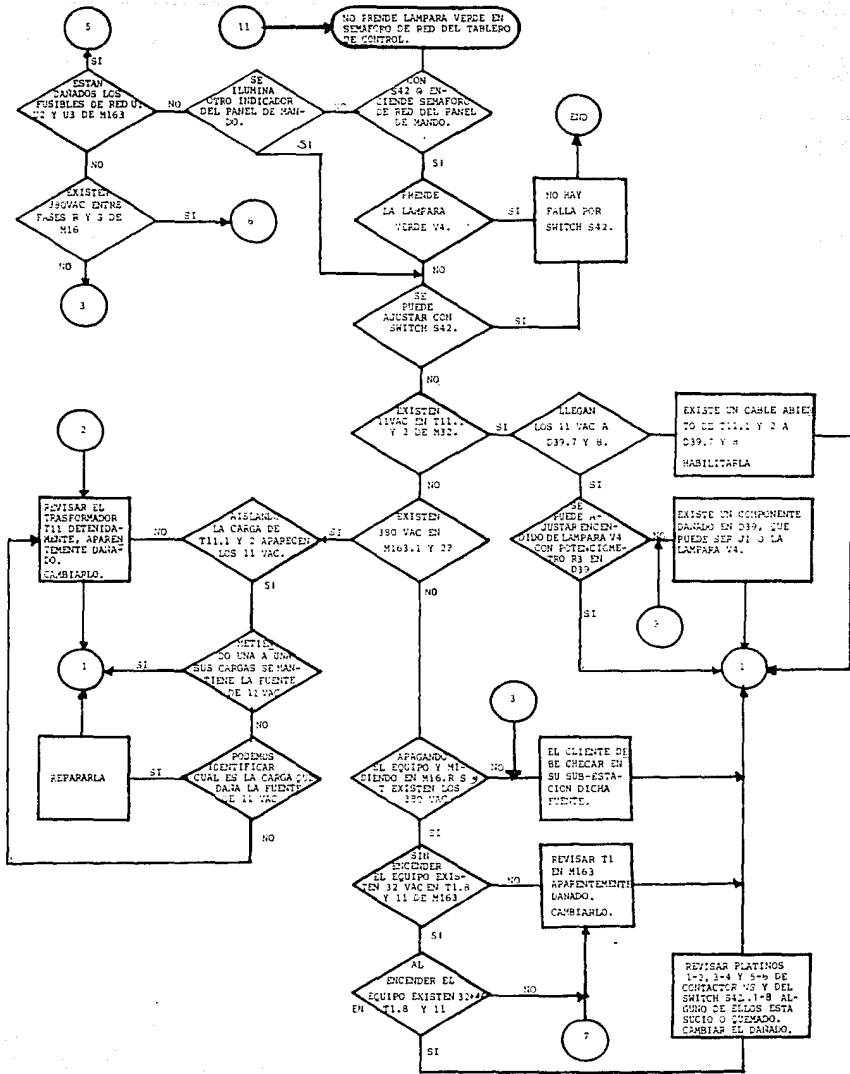 5
11
NO PRENDE LAMPARA VERDE EN
SEMAFORO DE RED DEL TABLERO
DE CONTROL.
SI
ESTAN
DAÑADOS LOS
FUSIBLES DE RED U1
U2 Y U3 DE M163
NO
SE
ILUMINA
OTRO INDICADOR
DEL PANEL DE MAN-
DO.
NO
CON
S42 Q EN-
CIENDE SEMAFORO
DE RED DEL PANEL
DE MANDO.
END
SI
SI
NO
EXISTEN
380VAC ENTRE
FASES R Y S DE
M16
SI
6
PRENDE
LA LAMPARA
VERDE V4.
SI
NO HAY
FALLA POR
SWITCH S42.
NO
NO
3
SE
PUEDE
AJUSTAR CON
SWITCH S42.
SI
NO
EXISTEN
11VAC EN T11.1
Y 2 DE M32.
SI
LLEGAN
LOS 11 VAC A
D39.7 Y 8.
EXISTE UN CABLE ABIER
TO DE T11.1 Y 2 A
D39.7 Y 8
HABILITARLA
2
SI
NO
REVISAR EL
TRASFORMADOR
T11 DETENIDA-
MENTE, APAREN-
TEMENTE DAÑA-
DO.
CAMBIARLO.
NO
AISLANDO
LA CARGA DE
T11.1 Y 2 APARECEN
LOS 11 VAC.
SI
EXISTEN
380 VAC EN
M163.1 Y 2?
SE
PUEDE A-
JUSTAR ENCEN-
DIDO DE LAMPARA V4
CON POTENCIOME-
TRO R3 EN
D39
NO
EXISTE UN COMPONENTE
DAÑADO EN D39, QUE
PUEDE SER J1 O LA
LAMPARA V4.
SI
NO
SI
9
1
SI
METIEN-
DO UNA A UNA
SUS CARGAS SE MAN-
TIENE LA FUENTE
DE 11 VAC
1
NO
3
REPARARLA
SI
PODEMOS
IDENTIFICAR
CUAL ES LA CARGA QUE
DAÑA LA FUENTE
DE 11 VAC
NO
APAGANDO
EL EQUIPO Y MI-
DIENDO EN M16.R S Y
T EXISTEN LOS
380 VAC
NO
EL CLIENTE DE
BE CHECAR EN
SU SUB-ESTA-
CION DICHA
FUENTE.
SI
SIN
ENCENDER
EL EQUIPO EXIS-
TEN 32 VAC EN T1.8
Y 11 DE M163
NO
REVISAR T1
EN M163
APARENTEMENTE
DAÑADO.
CAMBIARLO.
SI
AL
ENCENDER EL
EQUIPO EXISTEN
EN T1.8 Y 11
NO
7
REVISAR PLATINOS
1-2, 3-4 Y 5-6 DE
CONTACTOR Y DEL
SWITCH S42.1-8 AL-
GUNO DE ELLOS ESTA
SUCIO O QUEMADO.
CAMBIAR EL DAÑADO.
SI